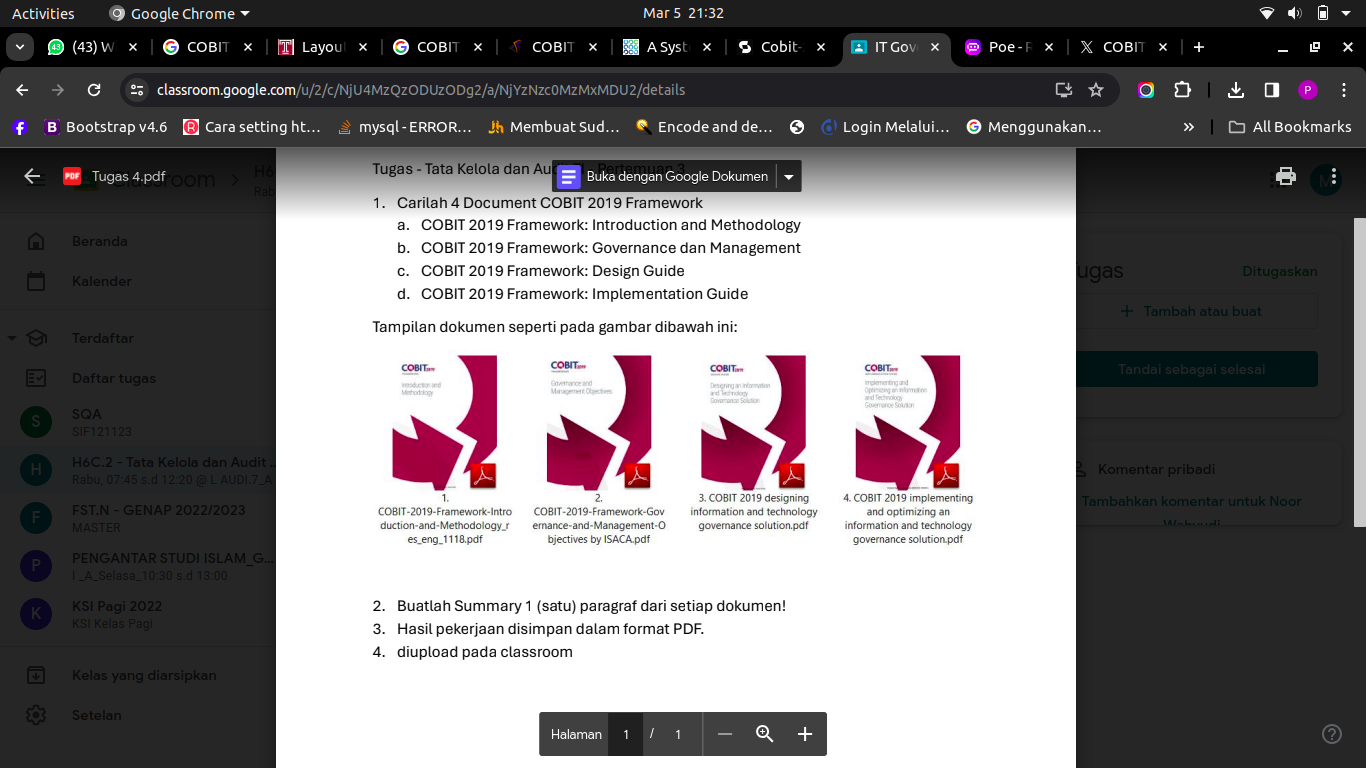 Activities
Google Chrome
Mar 5 21:32
(43) W
COBIT
Layou
COBIT
COBIT
A Syst
Cobit-
IT Gov
Poe - F
COBIT
classroom.google.com/u/2/c/NjU4MzQzODUzODg2/a/NjYzNzc0MzMxMDU2/details
P
Bootstrap v4.6
Cara setting ht...
mysql - ERROR...
Membuat Sud...
Encode and de...
Login Melalui...
Menggunakan...
All Bookmarks
PDF
Tugas 4.pdf
Buka dengan Google Dokumen
Tugas - Tata Kelola dan Au
1. Carilah 4 Document COBIT 2019 Framework
a. COBIT 2019 Framework: Introduction and Methodology
b. COBIT 2019 Framework: Governance dan Management
c. COBIT 2019 Framework: Design Guide
d. COBIT 2019 Framework: Implementation Guide
Tampilan dokumen seperti pada gambar dibawah ini:
COBIT 2019
Introduction and
Methodology
COBIT 2019
Governance and
Management Objectives
COBIT 2019
Designing an Information
and Technology
Governance Solution
COBIT 2019
Implementing and
Optimizing an Information
and Technology
Governance Solution
1.
COBIT-2019-Framework-Intro
duction-and-Methodology_r
es_eng_1118.pdf
2.
COBIT-2019-Framework-Gov
ernance-and-Management-O
bjectives by ISACA.pdf
3. COBIT 2019 designing
information and technology
governance solution.pdf
4. COBIT 2019 implementing
and optimizing an
information and technology
governance solution.pdf
2. Buatlah Summary 1 (satu) paragraf dari setiap dokumen!
3. Hasil pekerjaan disimpan dalam format PDF.
4. diupload pada classroom
Halaman 1 / 1
Beranda
Kalender
Terdaftar
Daftar tugas
S
SQA
SIF121123
H
H6C.2 - Tata Kelola dan Audit ...
Rabu, 07:45 s.d 12:20 @ L AUDI.7_A
F
FST.N - GENAP 2022/2023
MASTER
P
PENGANTAR STUDI ISLAM_G...
I _A_Selasa_10:30 s.d 13:00
K
KSI Pagi 2022
KSI Kelas Pagi
Kelas yang diarsipkan
Setelan
ugas
Ditugaskan
+ Tambah atau buat
Tandai sebagai selesai
Komentar pribadi
Tambahkan komentar untuk Noor
Wahyudi